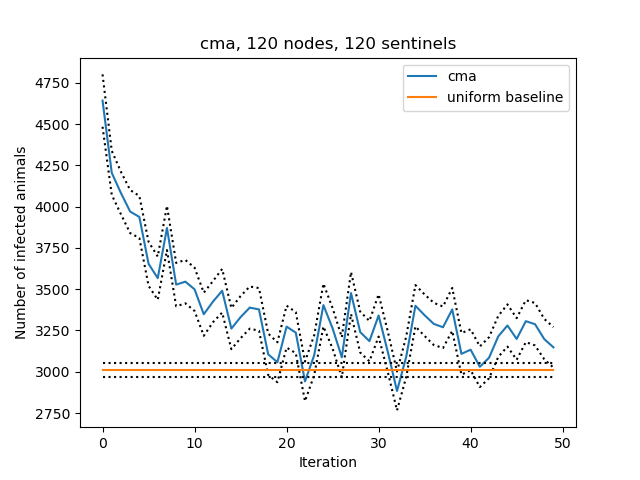 cma, 120 nodes, 120 sentinels
cma
uniform baseline
Number of infected animals
4750
4500
4250
4000
3750
3500
3250
3000
2750
0 10 20 30 40 50
Iteration